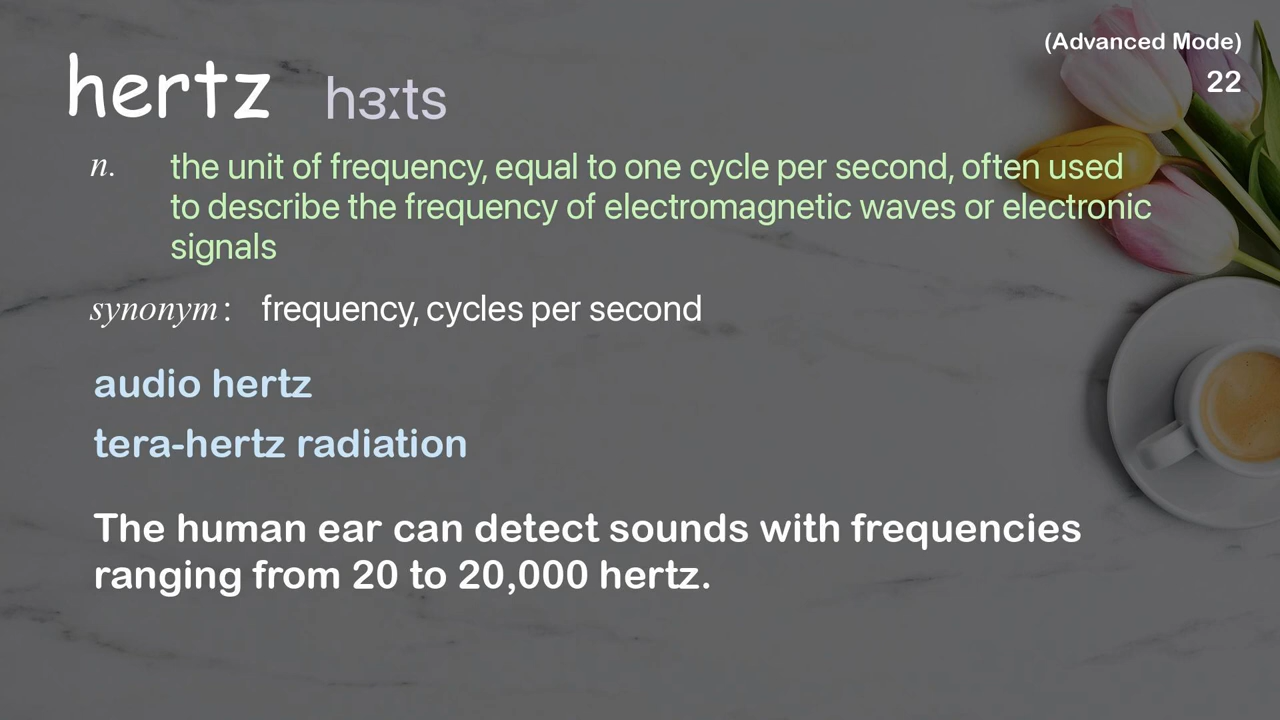 (Advanced Mode)
22
hertz hɜːts
n. the unit of frequency, equal to one cycle per second, often used
to describe the frequency of electromagnetic waves or electronic
signals
synonym: frequency, cycles per second
audio hertz
tera-hertz radiation
The human ear can detect sounds with frequencies
ranging from 20 to 20,000 hertz.